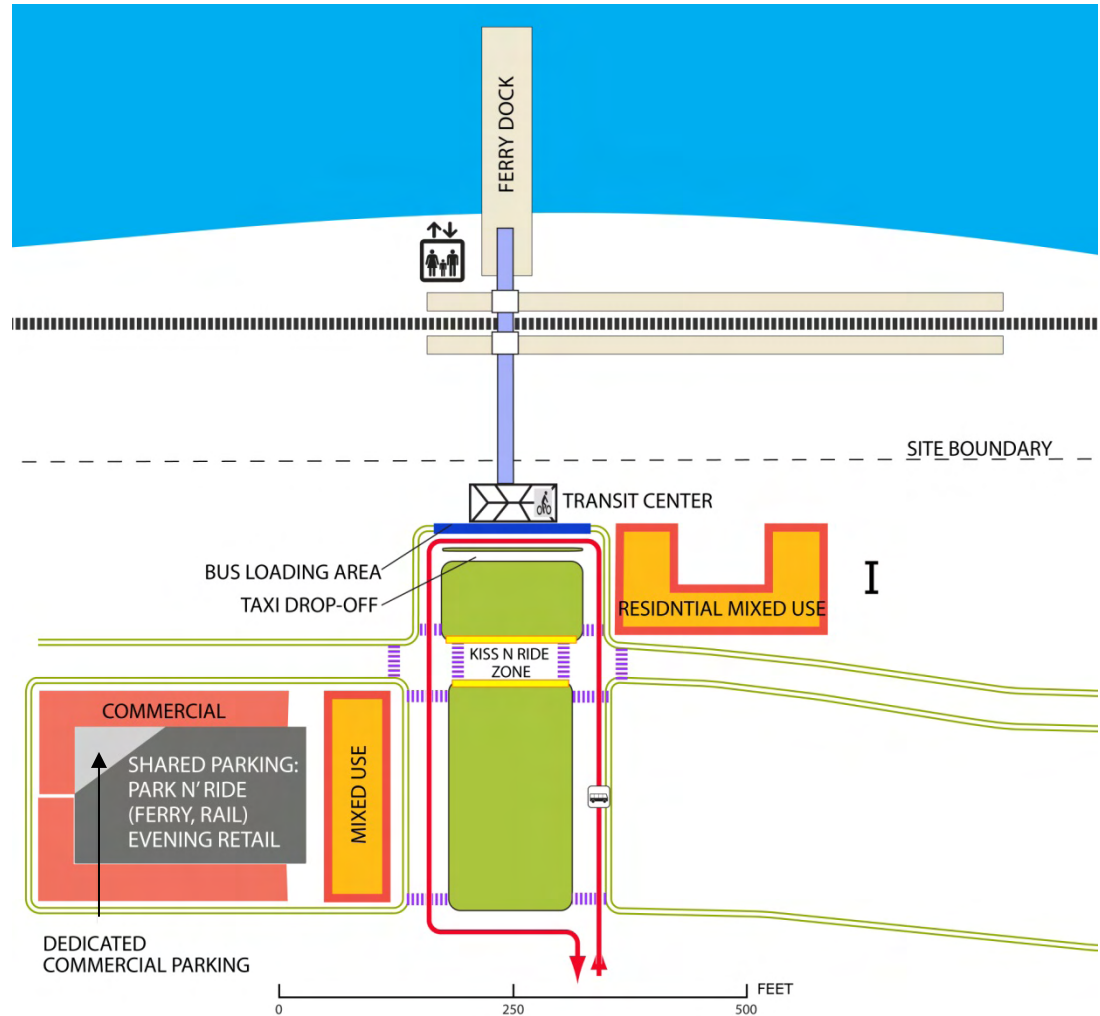 FERRY DOCK
SITE BOUNDARY
TRANSIT CENTER
BUS LOADING AREA
TAXI DROP-OFF
RESIDNTIAL MIXED USE
I
KISS N RIDE
ZONE
COMMERCIAL
SHARED PARKING:
PARK N' RIDE
(FERRY, RAIL)
EVENING RETAIL
MIXED USE
DEDICATED
COMMERCIAL PARKING
FEET
0
250
500